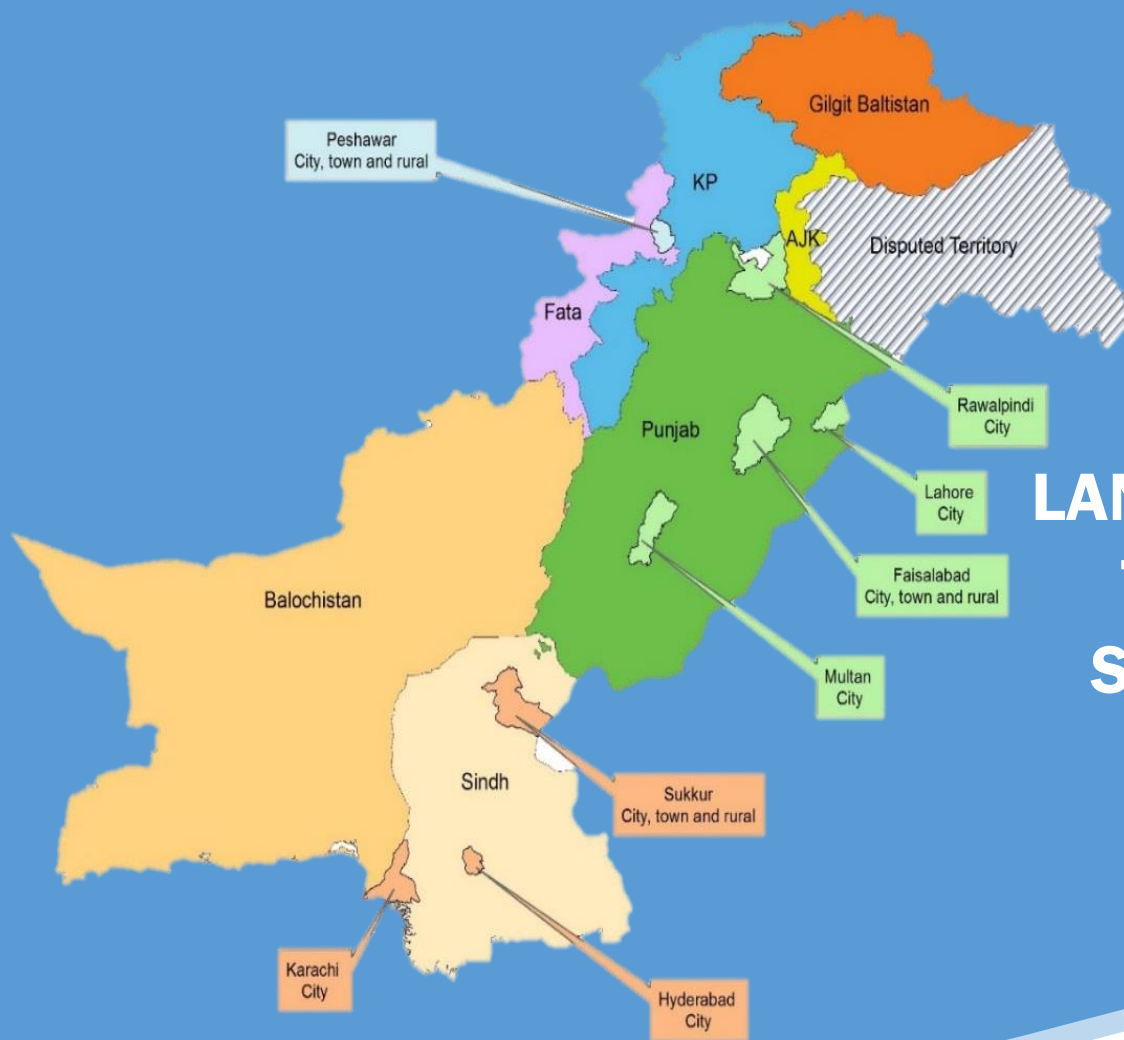 Gilgit Baltistan
Peshawar
City, town and rural
KP
AJK
Disputed Territory
Fata
Rawalpindi
City
Punjab
Lahore
City
Faisalabad
City, town and rural
Balochistan
Multan
City
Sindh
Sukkur
City, town and rural
Karachi
City
Hyderabad
City